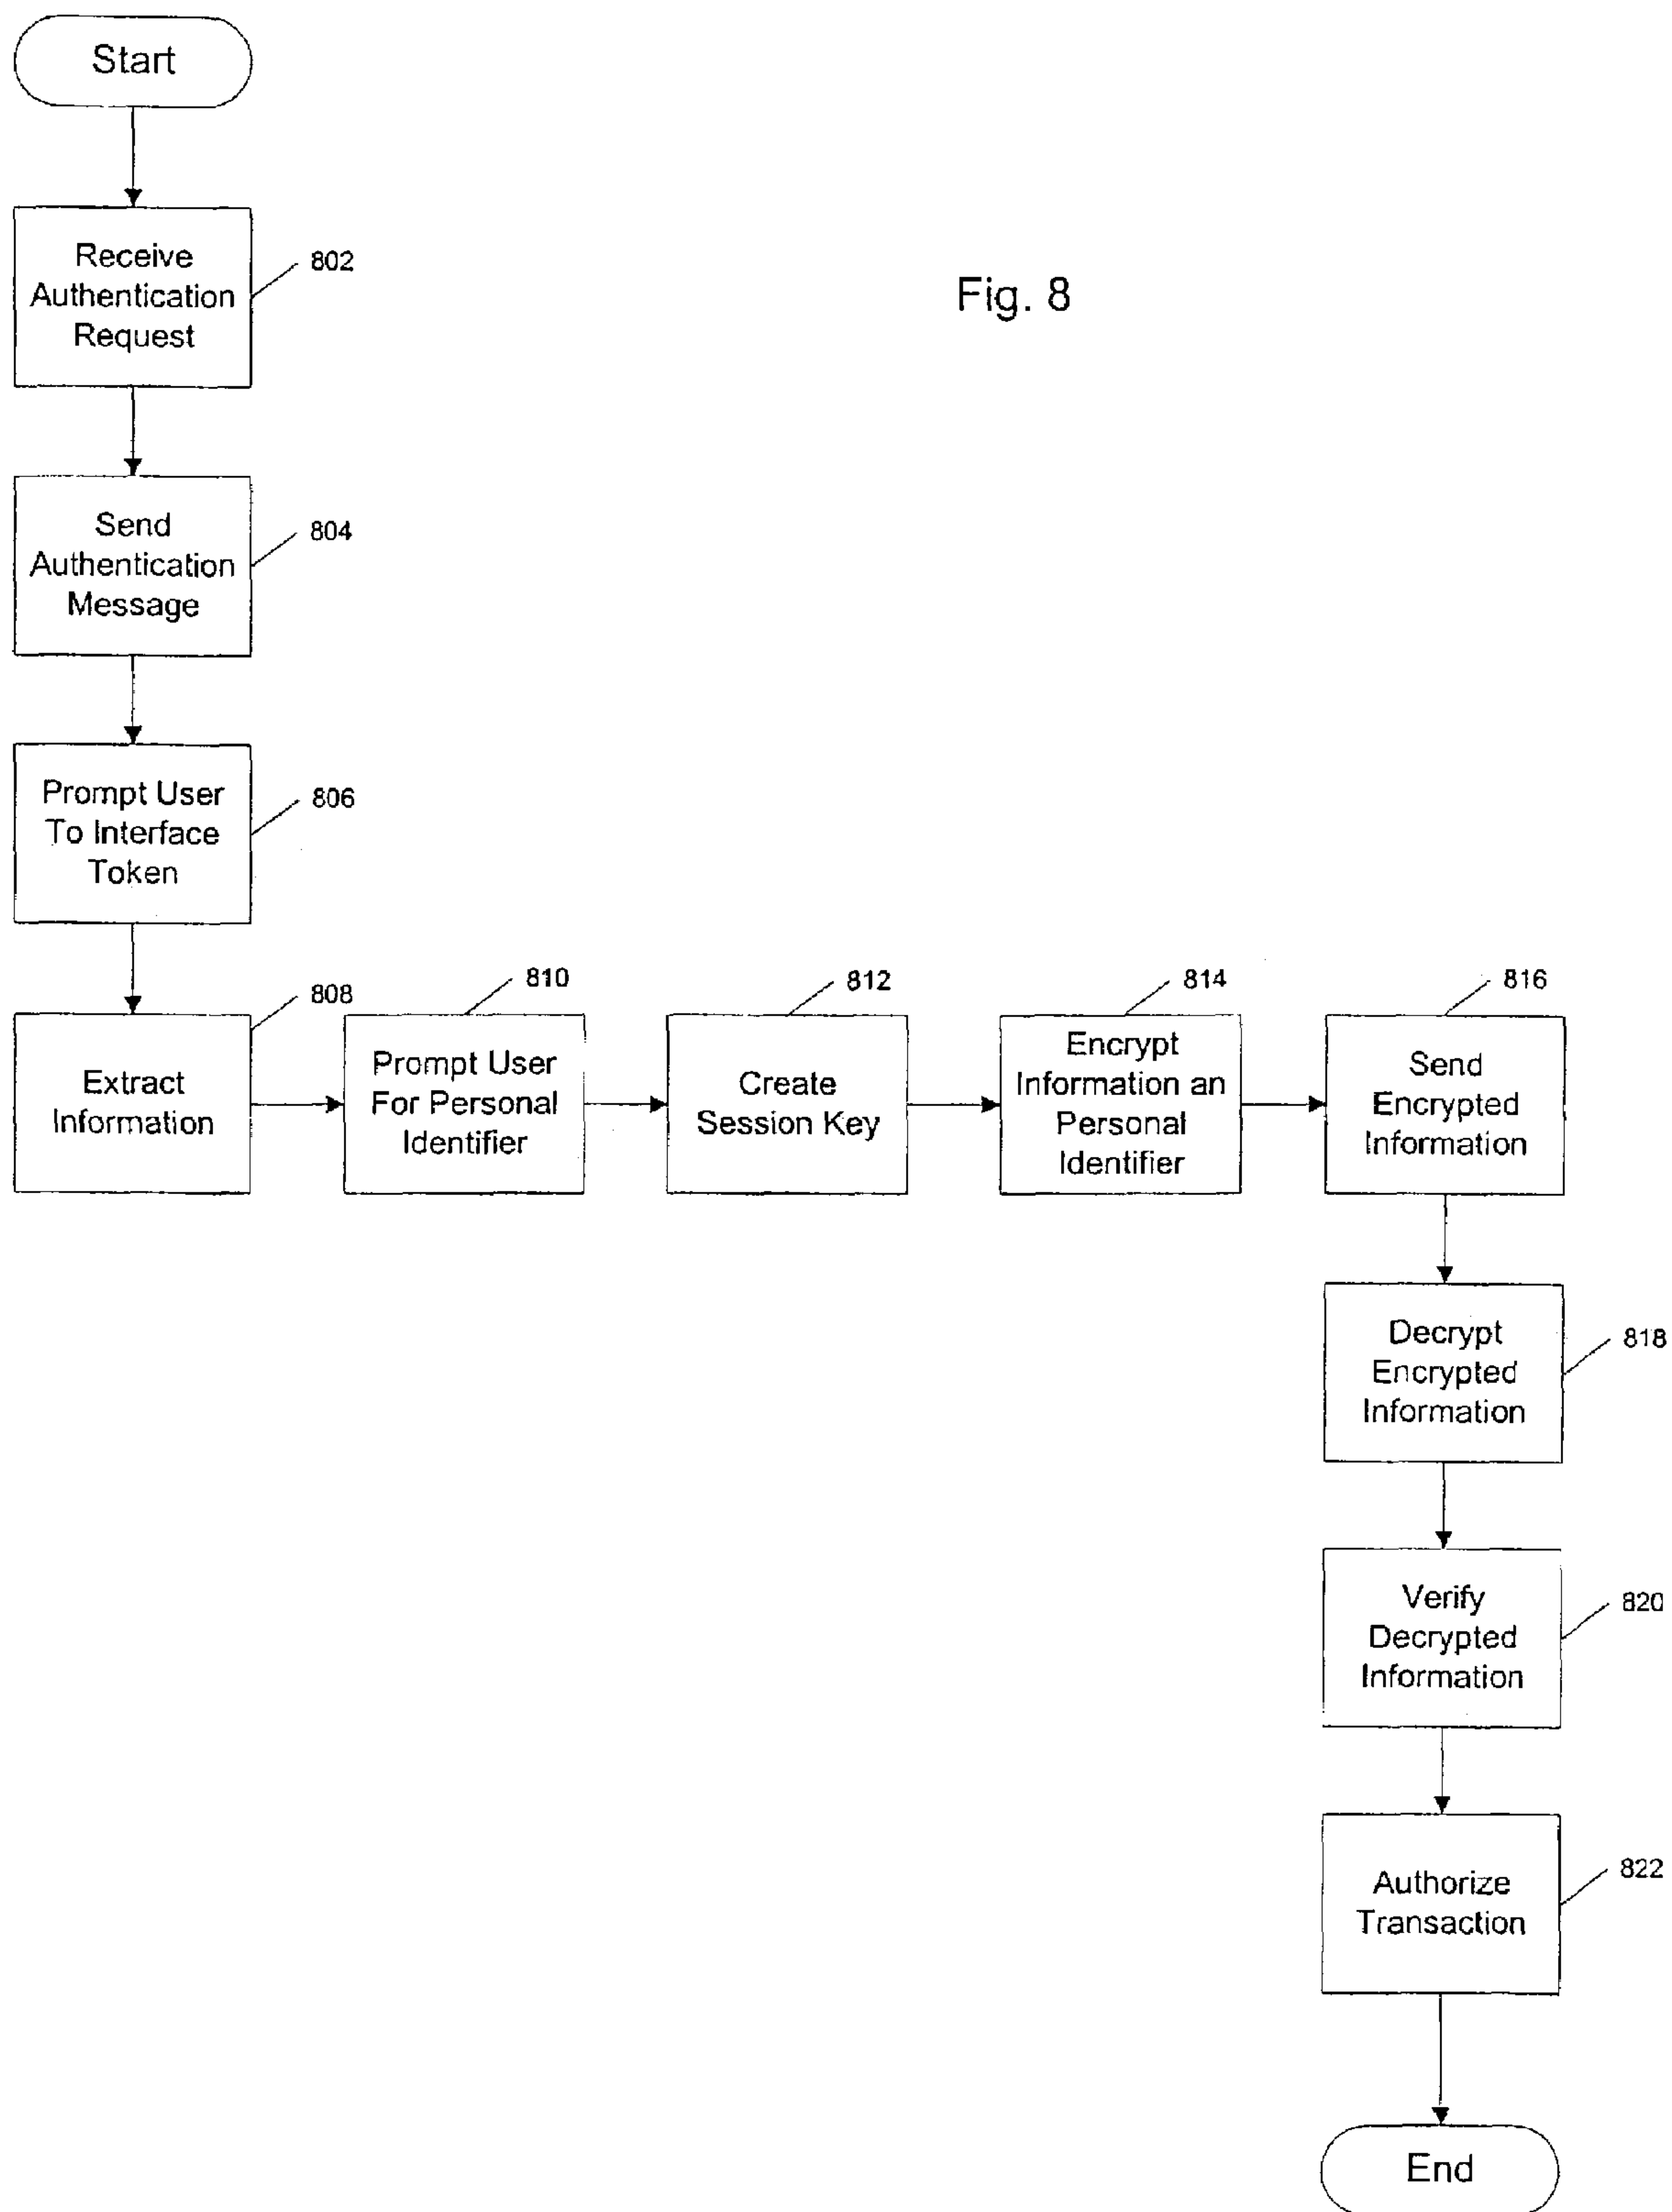 Start
Receive
Authentication
Request
802
Fig. 8
Send
Authentication
Message
804
Prompt User
To Interface
Token
806
Extract
Information
808
Prompt User
For Personal
Identifier
810
Create
Session Key
812
Encrypt
Information an
Personal
Identifier
814
Send
Encrypted
Information
816
Decrypt
Encrypted
Information
818
Verify
Decrypted
Information
820
Authorize
Transaction
822
End